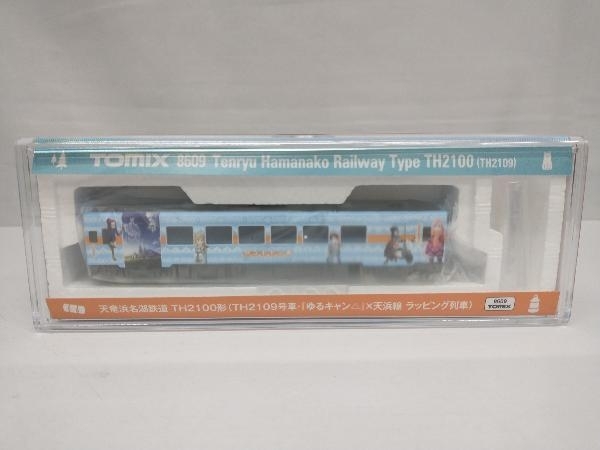 TOMIX 8609 Tenryu Hamanako Railway Type TH2100 (TH2109)
天竜浜名湖鉄道 TH2100形(TH2109号車・「ゆるキャン△」×天浜線 ラッピング列車)
8609
TOMIX